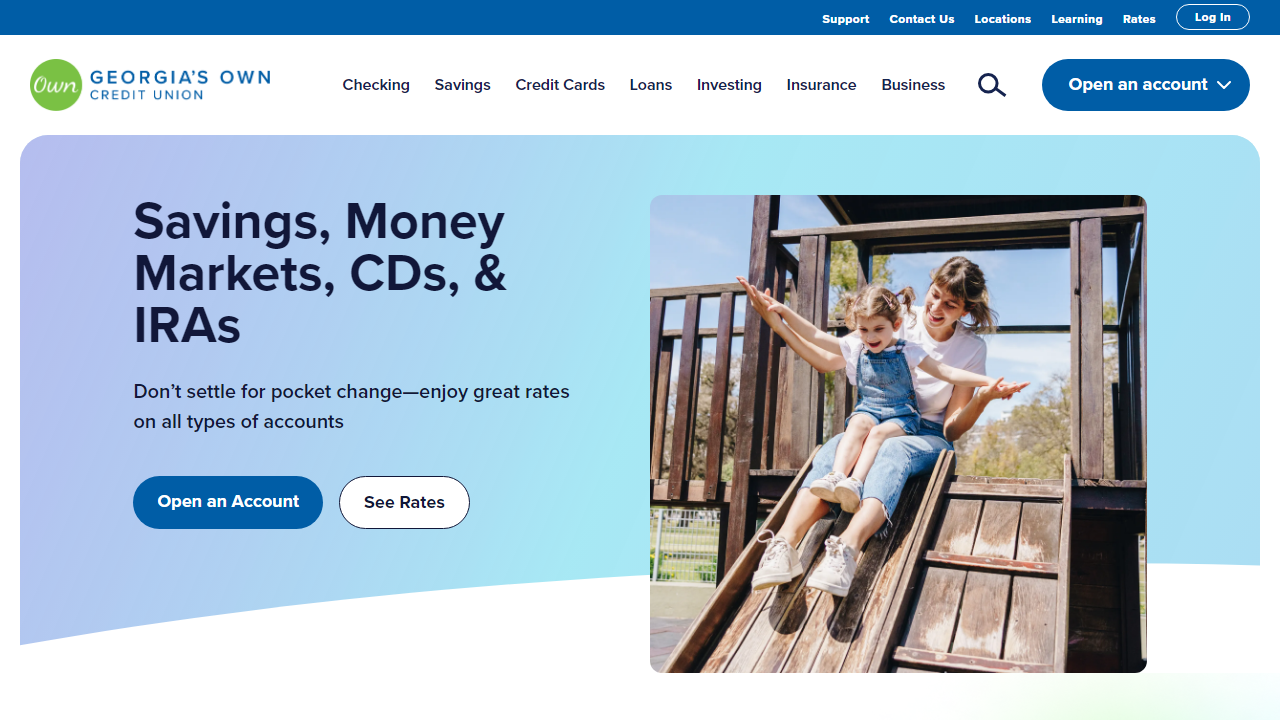 Support Contact Us Locations Learning Rates Log In
Own GEORGIA'S OWN
CREDIT UNION
Checking Savings Credit Cards Loans Investing Insurance Business Open an account
Savings, Money
Markets, CDs, &
IRAs
Don’t settle for pocket change—enjoy great rates
on all types of accounts
Open an Account See Rates